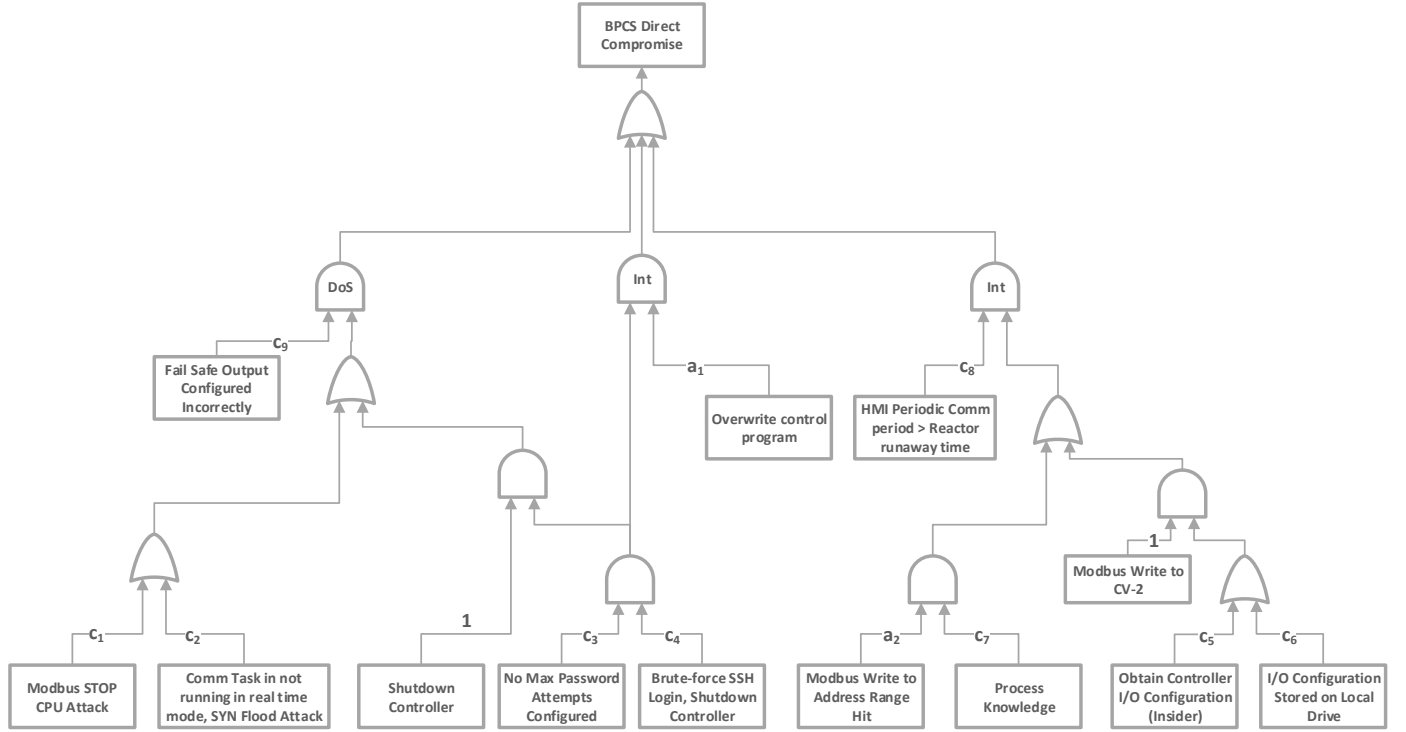 BPCS Direct
Compromise
DoS
Int
Int
c9
Fail Safe Output
Configured
Incorrectly
a1
Overwrite control
program
c8
HMI Periodic Comm
period > Reactor
runaway time
1
Modbus Write to
CV-2
c1
c2
1
c3
c4
a2
c7
c5
c6
Modbus STOP
CPU Attack
Comm Task in not
running in real time
mode, SYN Flood Attack
Shutdown
Controller
No Max Password
Attempts
Configured
Brute-force SSH
Login, Shutdown
Controller
Modbus Write to
Address Range
Hit
Process
Knowledge
Obtain Controller
I/O Configuration
(Insider)
I/O Configuration
Stored on Local
Drive